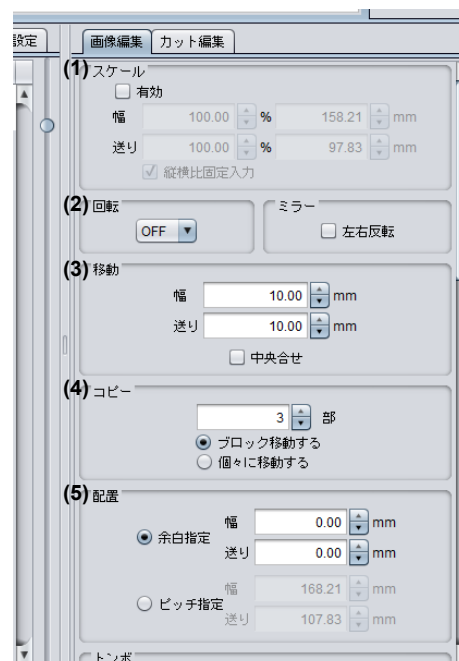 設定
画像編集 カット編集
(1) スケール
有効
幅 100.00 % 158.21 mm
送り 100.00 % 97.83 mm
縦横比固定入力
(2) 回転 ミラー
OFF 左右反転
(3) 移動
幅 10.00 mm
送り 10.00 mm
中央合せ
(4) コピー
3 部
ブロック移動する
個々に移動する
(5) 配置
余白指定
幅 0.00 mm
送り 0.00 mm
ピッチ指定
幅 168.21 mm
送り 107.83 mm
トンボ